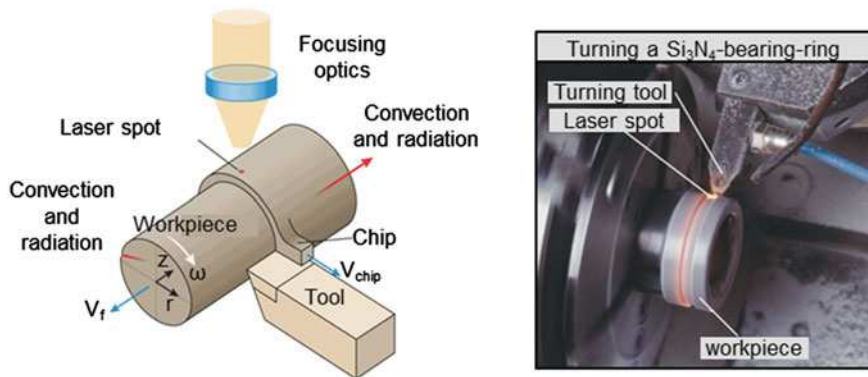 Focusing
optics
Laser spot
Convection
and radiation
Convection
and
radiation
Workpiece
ω
z
r
V_f
Chip
V_chip
Tool
Turning a Si₃N₄-bearing-ring
Turning tool
Laser spot
workpiece